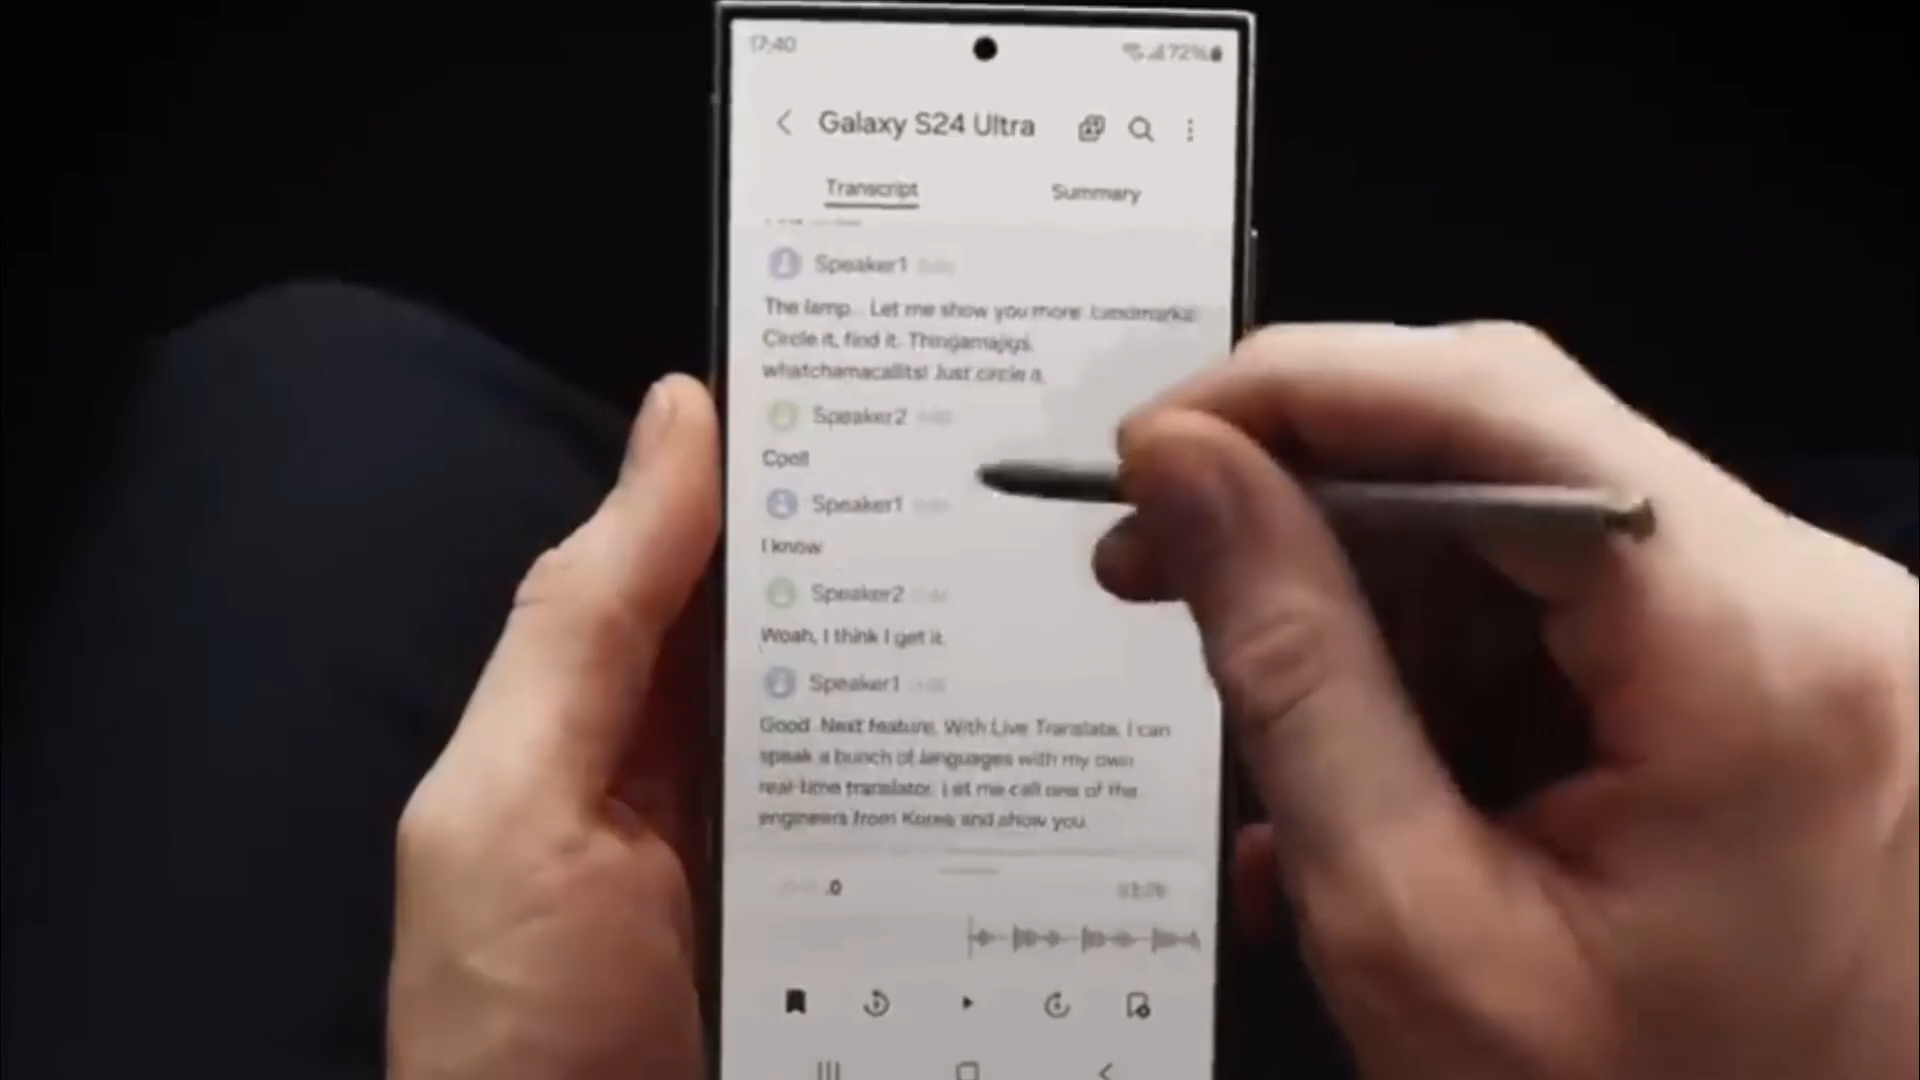 17:40
72%
Galaxy S24 Ultra
Transcript
Summary
Speaker1
The lamp... Let me show you more. Landmarks.
Circle it, find it. Thingamajigs,
whatchamacallits! Just circle it.
Speaker2
Cool!
Speaker1
I know
Speaker2
Woah, I think I get it.
Speaker1
Good. Next feature. With Live Translate, I can
speak a bunch of languages with my own
real-time translator. Let me call one of the
engineers from Korea and show you.
.0